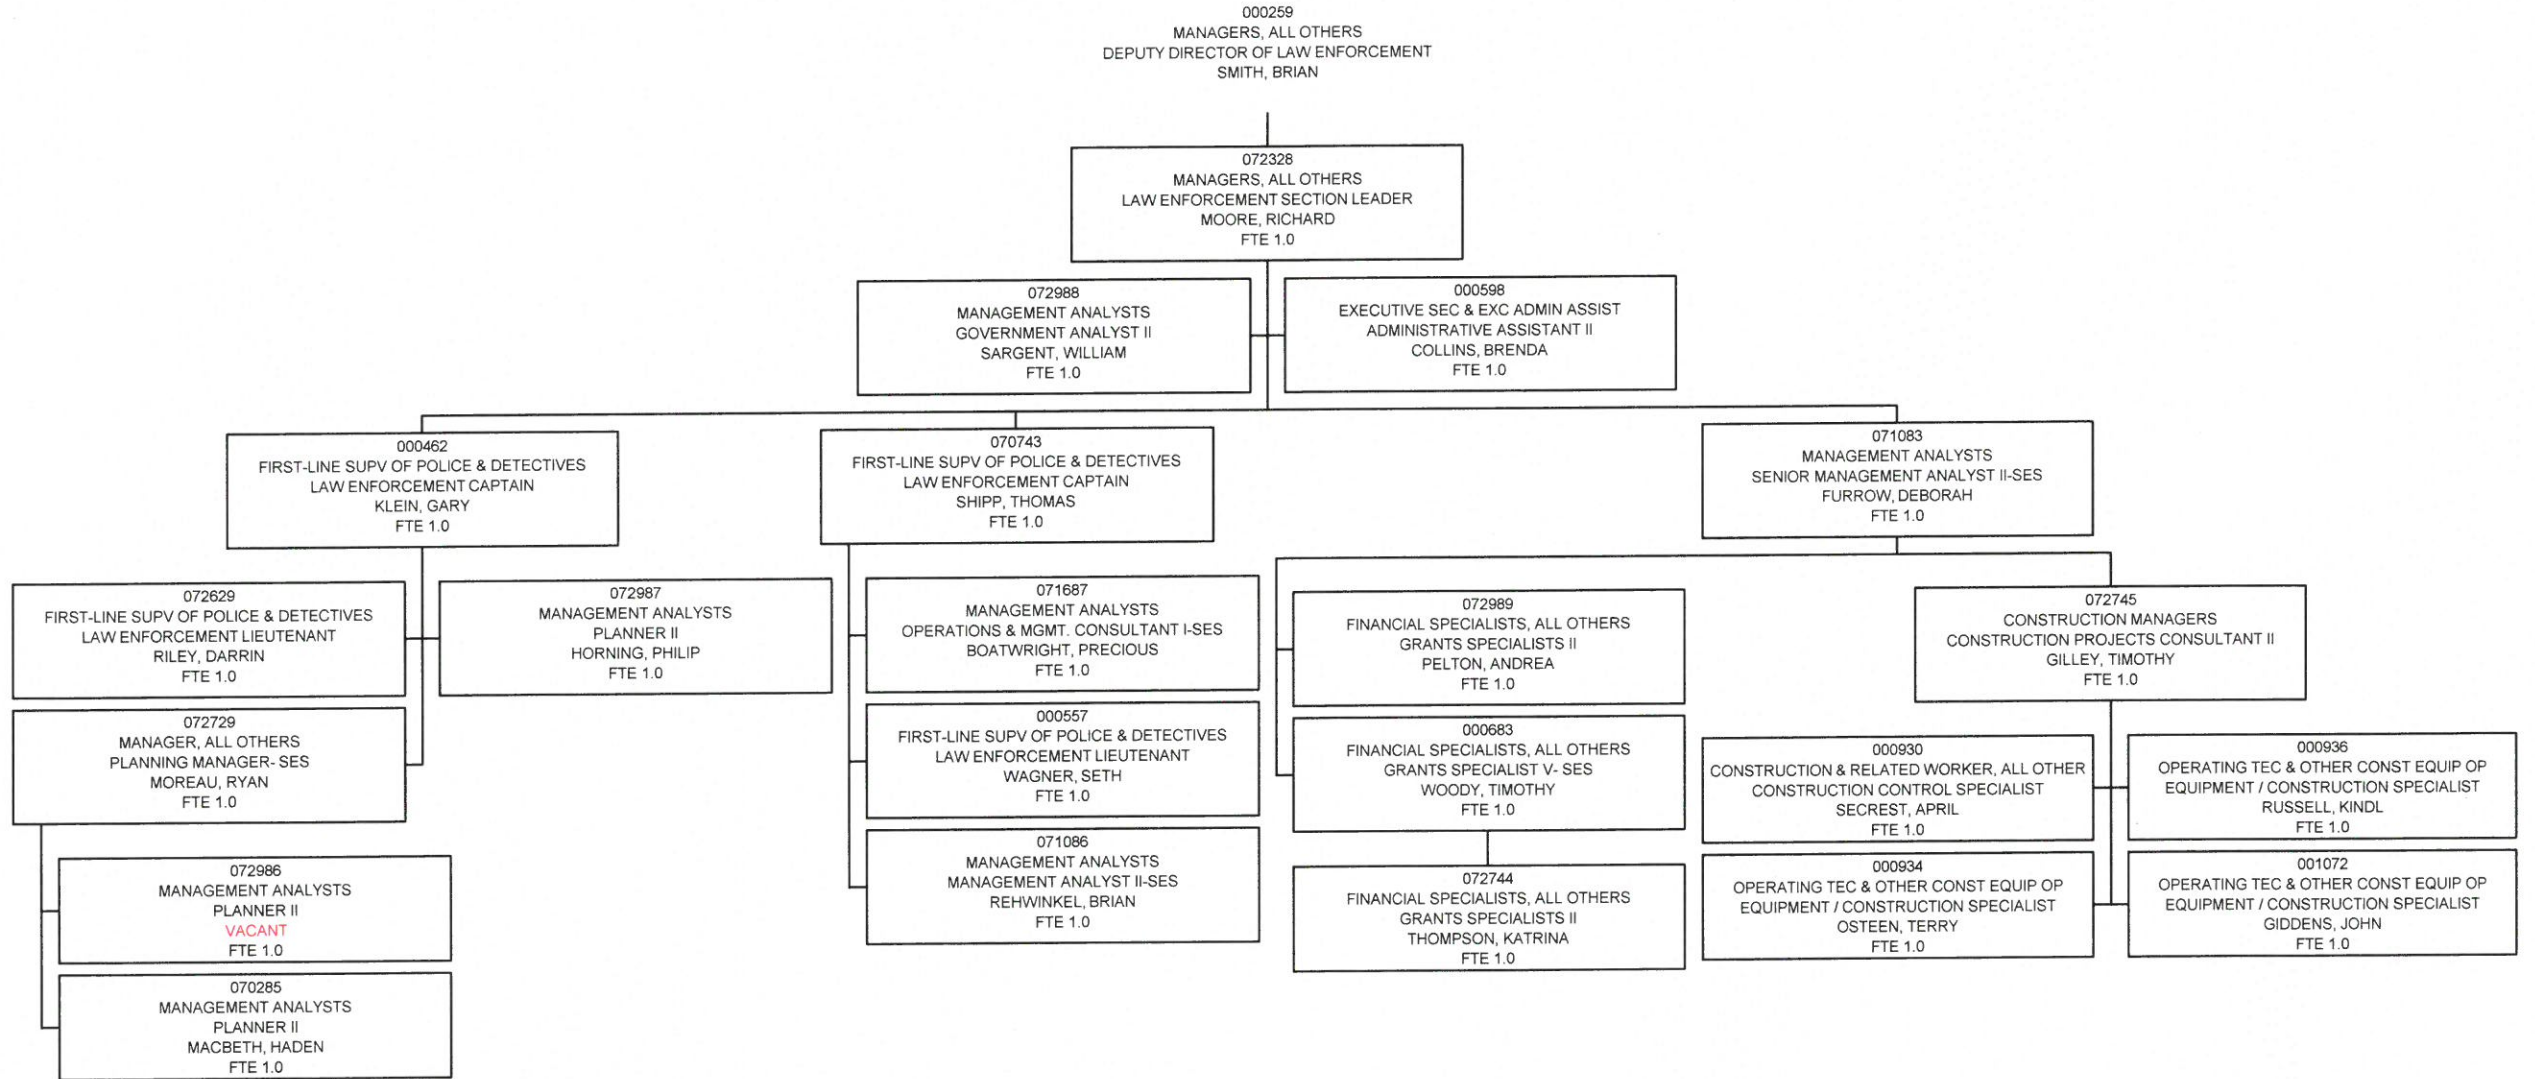 000259
MANAGERS, ALL OTHERS
DEPUTY DIRECTOR OF LAW ENFORCEMENT
SMITH, BRIAN
072328
MANAGERS, ALL OTHERS
LAW ENFORCEMENT SECTION LEADER
MOORE, RICHARD
FTE 1.0
072988
MANAGEMENT ANALYSTS
GOVERNMENT ANALYST II
SARGENT, WILLIAM
FTE 1.0
000598
EXECUTIVE SEC & EXC ADMIN ASSIST
ADMINISTRATIVE ASSISTANT II
COLLINS, BRENDA
FTE 1.0
000462
FIRST-LINE SUPV OF POLICE & DETECTIVES
LAW ENFORCEMENT CAPTAIN
KLEIN, GARY
FTE 1.0
070743
FIRST-LINE SUPV OF POLICE & DETECTIVES
LAW ENFORCEMENT CAPTAIN
SHIPP, THOMAS
FTE 1.0
071083
MANAGEMENT ANALYSTS
SENIOR MANAGEMENT ANALYST II-SES
FURROW, DEBORAH
FTE 1.0
072629
FIRST-LINE SUPV OF POLICE & DETECTIVES
LAW ENFORCEMENT LIEUTENANT
RILEY, DARRIN
FTE 1.0
072987
MANAGEMENT ANALYSTS
PLANNER II
HORNING, PHILIP
FTE 1.0
072729
MANAGER, ALL OTHERS
PLANNING MANAGER- SES
MOREAU, RYAN
FTE 1.0
072986
MANAGEMENT ANALYSTS
PLANNER II
VACANT
FTE 1.0
070285
MANAGEMENT ANALYSTS
PLANNER II
MACBETH, HADEN
FTE 1.0
071687
MANAGEMENT ANALYSTS
OPERATIONS & MGMT. CONSULTANT I-SES
BOATWRIGHT, PRECIOUS
FTE 1.0
000557
FIRST-LINE SUPV OF POLICE & DETECTIVES
LAW ENFORCEMENT LIEUTENANT
WAGNER, SETH
FTE 1.0
071086
MANAGEMENT ANALYSTS
MANAGEMENT ANALYST II-SES
REHWINKEL, BRIAN
FTE 1.0
072989
FINANCIAL SPECIALISTS, ALL OTHERS
GRANTS SPECIALISTS II
PELTON, ANDREA
FTE 1.0
000683
FINANCIAL SPECIALISTS, ALL OTHERS
GRANTS SPECIALIST V- SES
WOODY, TIMOTHY
FTE 1.0
072744
FINANCIAL SPECIALISTS, ALL OTHERS
GRANTS SPECIALISTS II
THOMPSON, KATRINA
FTE 1.0
072745
CONSTRUCTION MANAGERS
CONSTRUCTION PROJECTS CONSULTANT II
GILLEY, TIMOTHY
FTE 1.0
000930
CONSTRUCTION & RELATED WORKER, ALL OTHER
CONSTRUCTION CONTROL SPECIALIST
SECREST, APRIL
FTE 1.0
000936
OPERATING TEC & OTHER CONST EQUIP OP
EQUIPMENT / CONSTRUCTION SPECIALIST
RUSSELL, KINDL
FTE 1.0
000934
OPERATING TEC & OTHER CONST EQUIP OP
EQUIPMENT / CONSTRUCTION SPECIALIST
OSTEEN, TERRY
FTE 1.0
001072
OPERATING TEC & OTHER CONST EQUIP OP
EQUIPMENT / CONSTRUCTION SPECIALIST
GIDDENS, JOHN
FTE 1.0